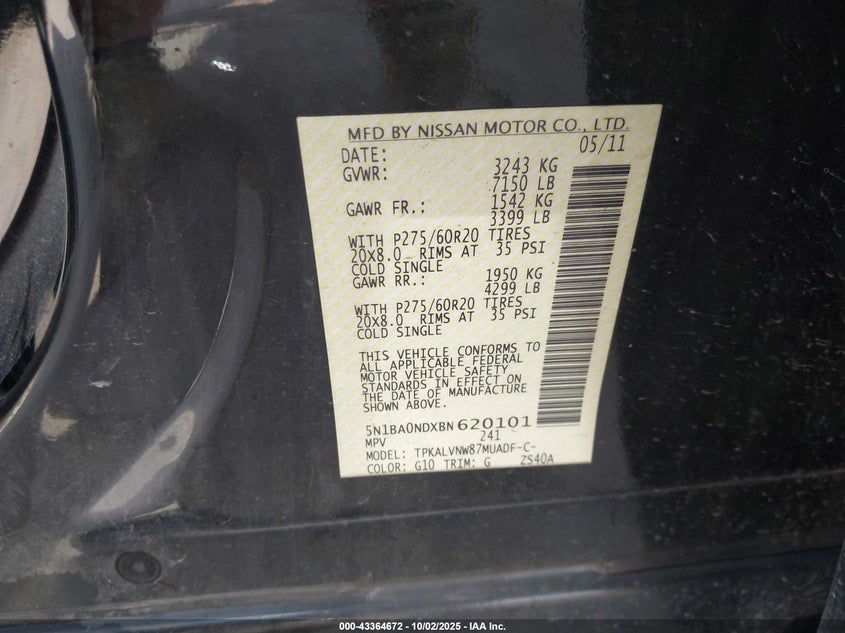 MFD BY NISSAN MOTOR CO., LTD.
DATE: 05/11
GVWR: 3243 KG
7150 LB
GAWR FR.: 1542 KG
3399 LB
WITH P275/60R20 TIRES
20X8.0 RIMS AT 35 PSI
COLD SINGLE
GAWR RR.: 1950 KG
4299 LB
WITH P275/60R20 TIRES
20X8.0 RIMS AT 35 PSI
COLD SINGLE
THIS VEHICLE CONFORMS TO
ALL APPLICABLE FEDERAL
MOTOR VEHICLE SAFETY
STANDARDS IN EFFECT ON
THE DATE OF MANUFACTURE
SHOWN ABOVE.
5N1BA0NDXBN620101
MPV 241
MODEL: TPKALVNW87MUADF-C-
COLOR: G10 TRIM: G ZS40A
000-43364672 - 10/02/2025 - IAA Inc.